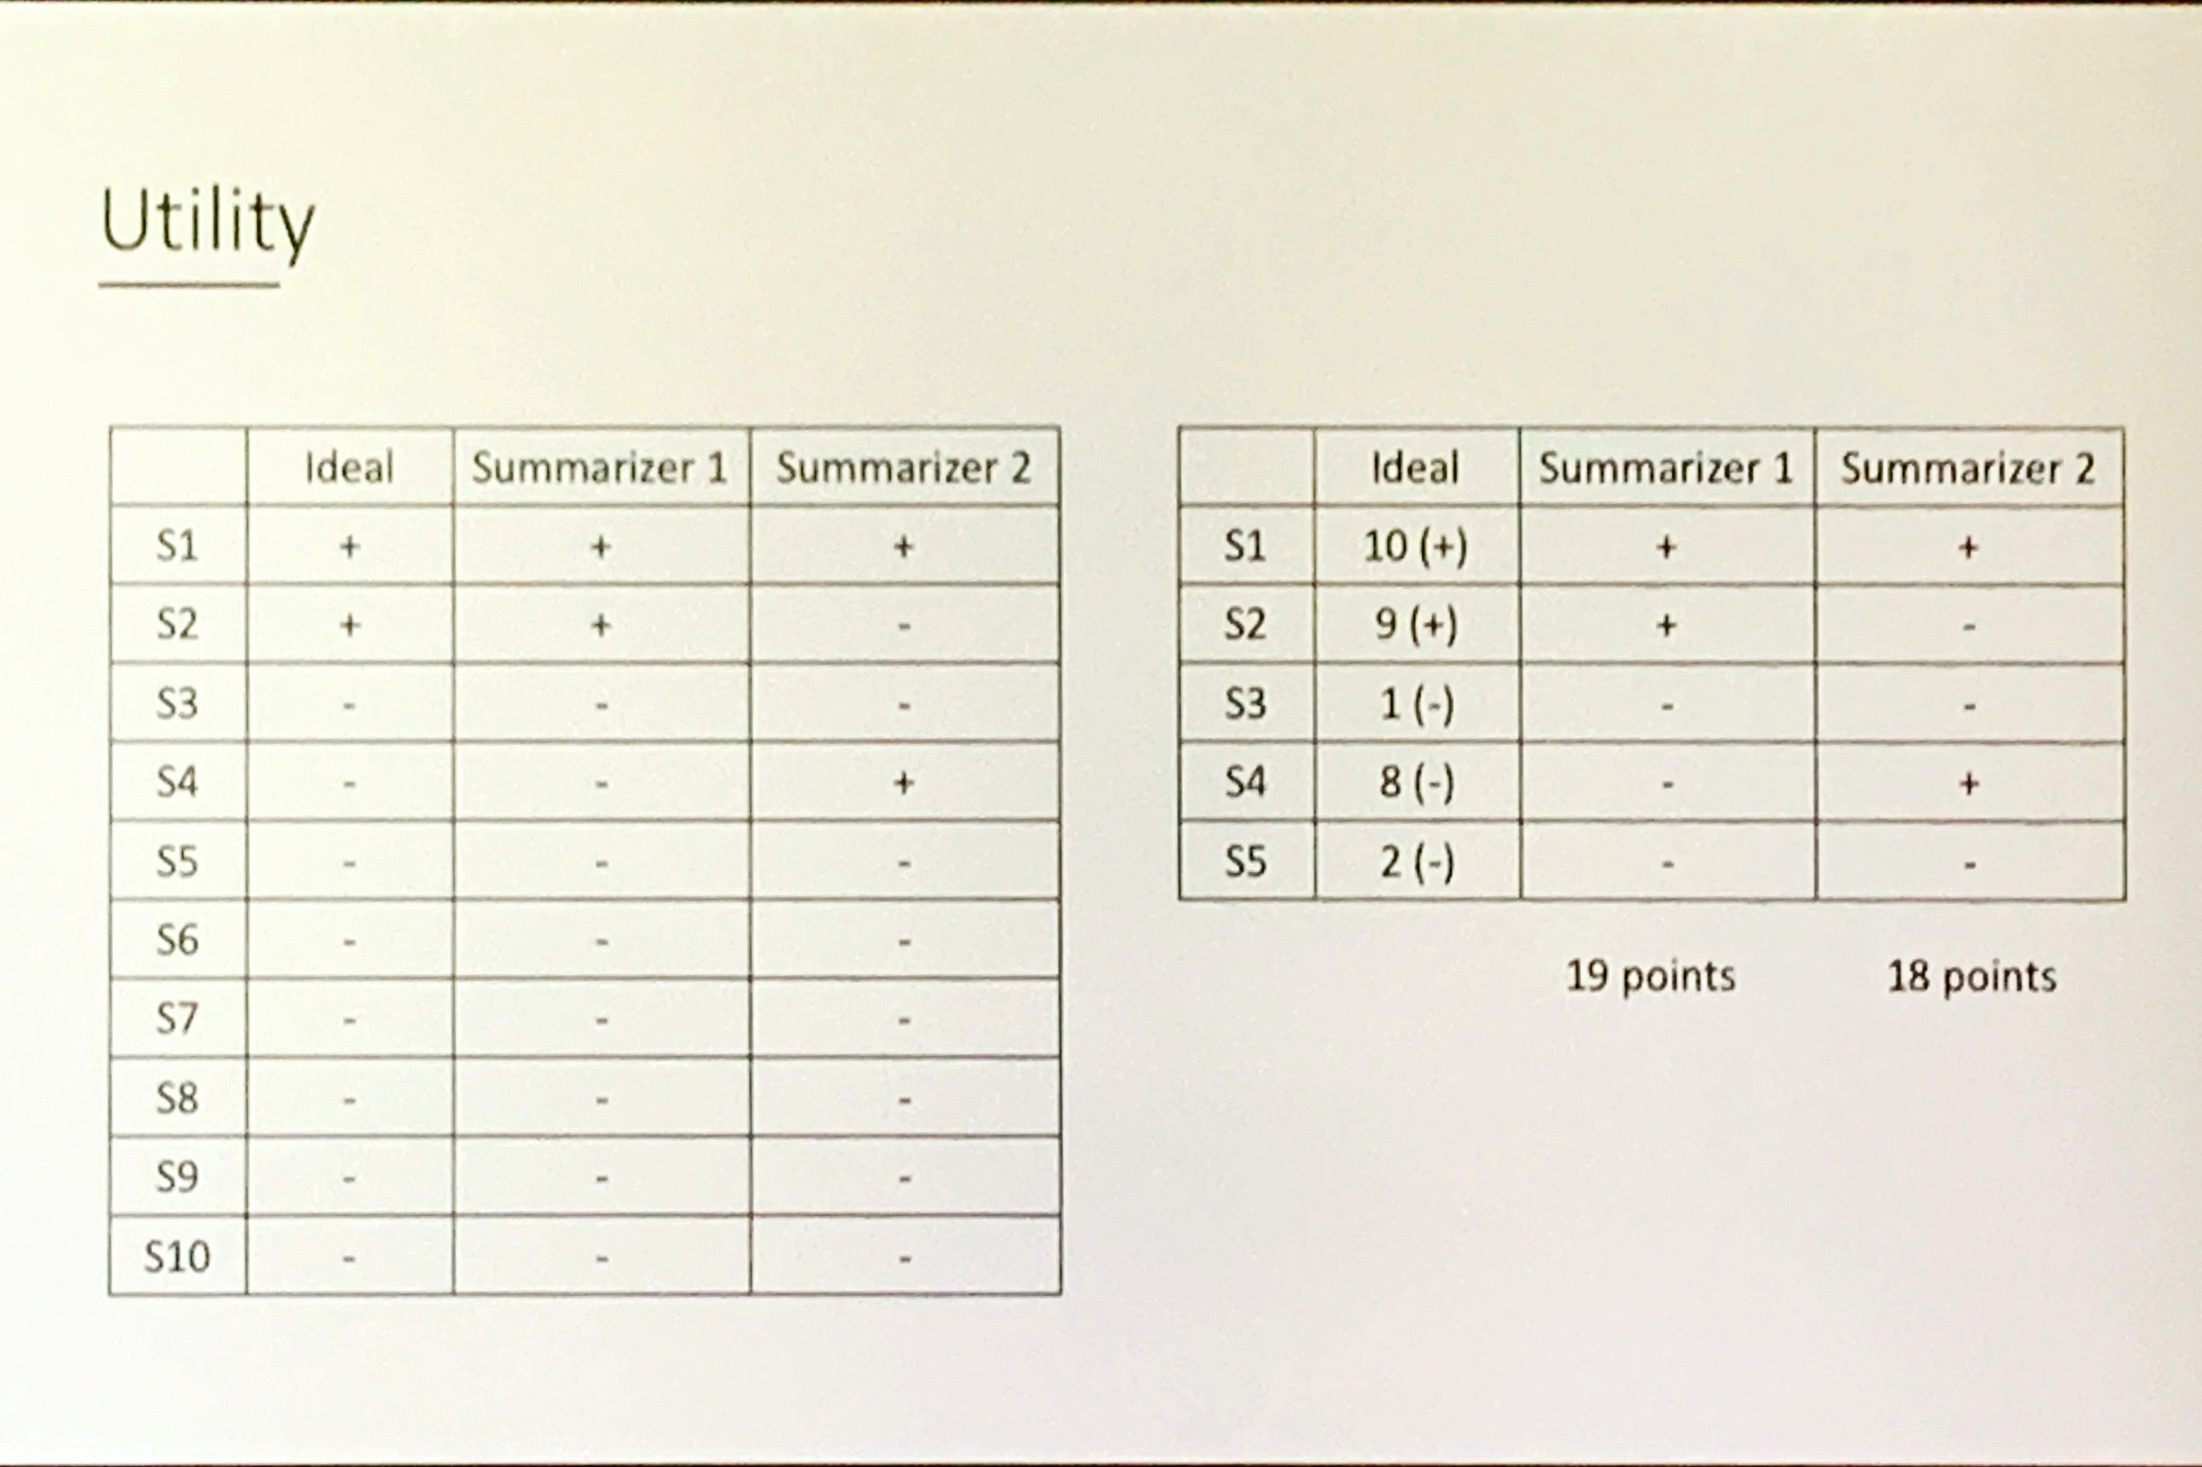 Utility
Ideal Summarizer 1 Summarizer 2
S1 + + +
S2 + + -
S3 - - -
S4 - - +
S5 - - -
S6 - - -
S7 - - -
S8 - - -
S9 - - -
S10 - - -
Ideal Summarizer 1 Summarizer 2
S1 10 (+) + +
S2 9 (+) + -
S3 1 (-) - -
S4 8 (-) - +
S5 2 (-) - -
19 points 18 points